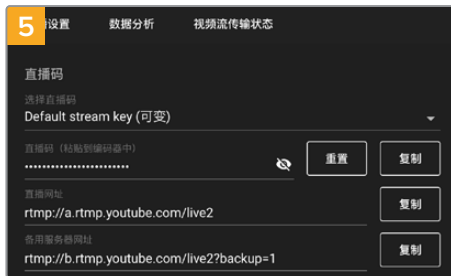 5 设置 数据分析 视频流传输状态
直播码
选择直播码
Default stream key (可变)
直播码（粘贴到编码器中）
••••••••••••••••••••••••
重置 复制
直播网址
rtmp://a.rtmp.youtube.com/live2
复制
备用服务器网址
rtmp://b.rtmp.youtube.com/live2?backup=1
复制